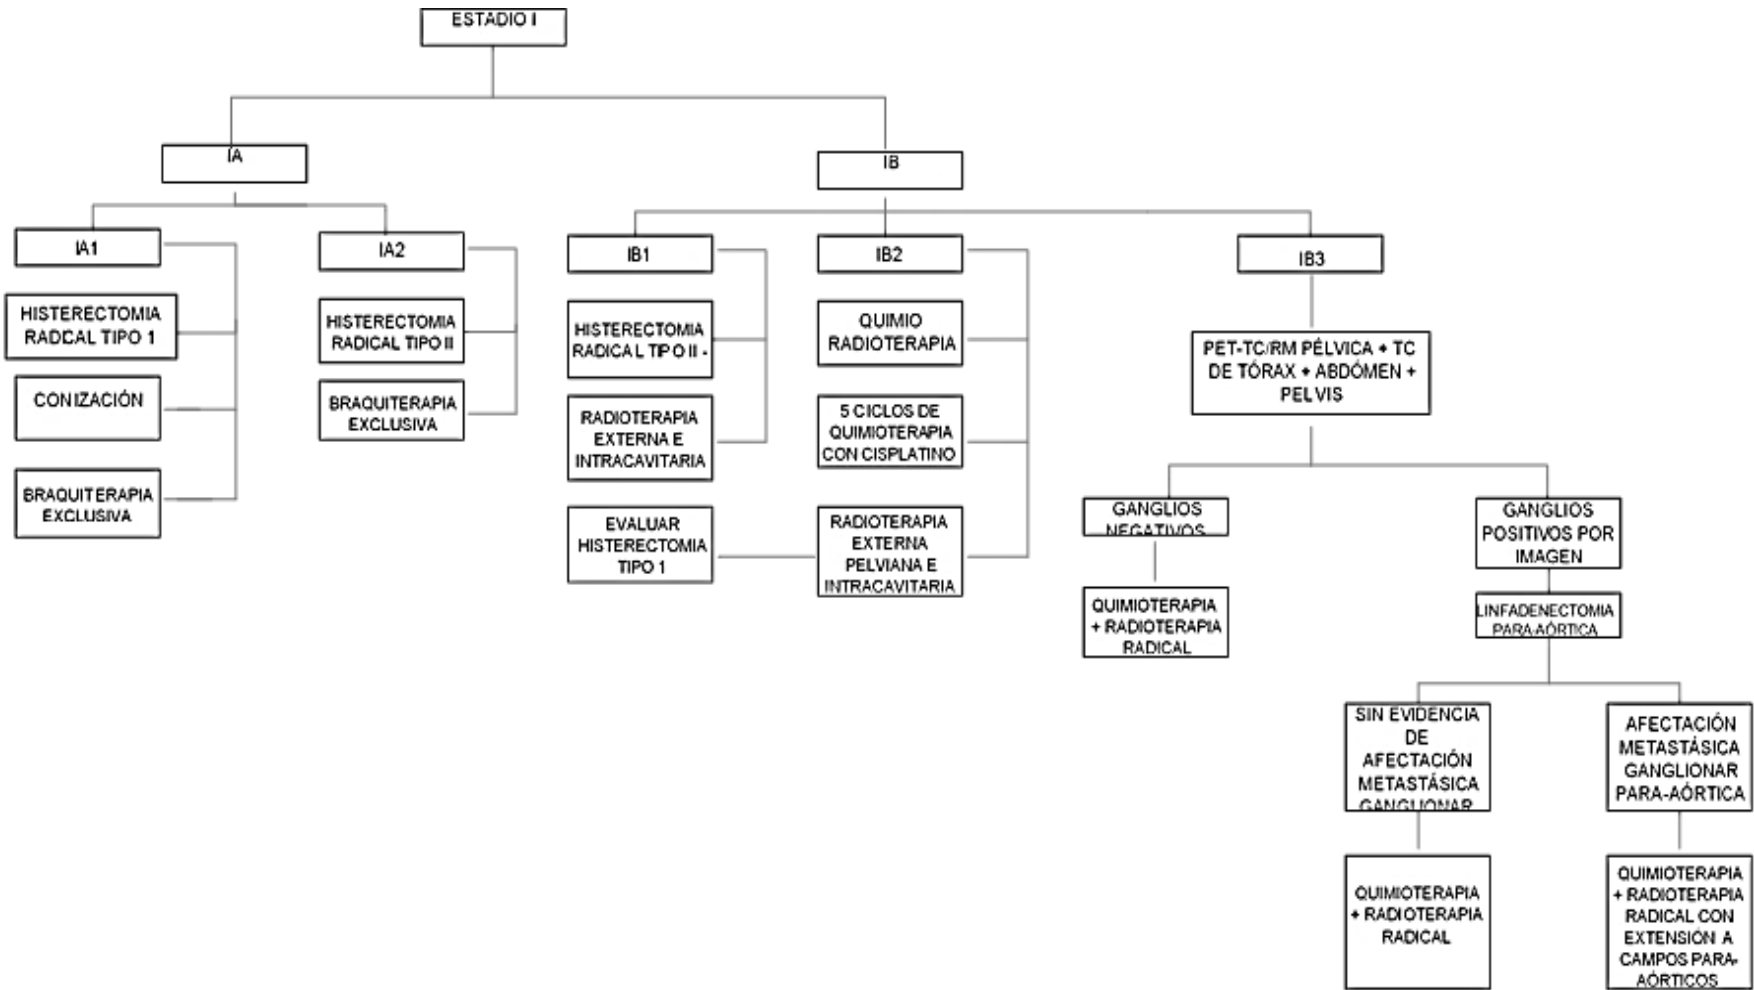 ESTADIO I
IA
IB
IA1
IA2
IB1
IB2
IB3
HISTERECTOMIA
RADCAL TIPO 1
CONIZACIÓN
BRAQUITERAPIA
EXCLUSIVA
HISTERECTOMIA
RADICAL TIPO II
BRAQUITERAPIA
EXCLUSIVA
HISTERECTOMIA
RADICAL TIPO II -
RADIOTERAPIA
EXTERNA E
INTRACAVITARIA
EVALUAR
HISTERECTOMIA
TIPO 1
QUIMIO
RADIOTERAPIA
5 CICLOS DE
QUIMIOTERAPIA
CON CISPLATINO
RADIOTERAPIA
EXTERNA
PELVIANA E
INTRACAVITARIA
PET-TC/RM PÉLVICA + TC
DE TÓRAX + ABDÓMEN +
PELVIS
GANGLIOS
NEGATIVOS
QUIMIOTERAPIA
+ RADIOTERAPIA
RADICAL
GANGLIOS
POSITIVOS POR
IMAGEN
LINFADENECTOMIA
PARA-AÓRTICA
SIN EVIDENCIA
DE
AFECTACIÓN
METASTÁSICA
GANGLIONAR
QUIMIOTERAPIA
+ RADIOTERAPIA
RADICAL
AFECTACIÓN
METASTÁSICA
GANGLIONAR
PARA-AÓRTICA
QUIMIOTERAPIA
+ RADIOTERAPIA
RADICAL CON
EXTENSIÓN A
CAMPOS PARA-
AÓRTICOS